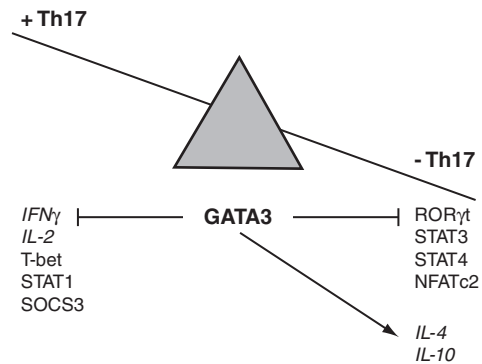 + Th17
- Th17
IFNγ
IL-2
T-bet
STAT1
SOCS3
GATA3
RORγt
STAT3
STAT4
NFATc2
IL-4
IL-10